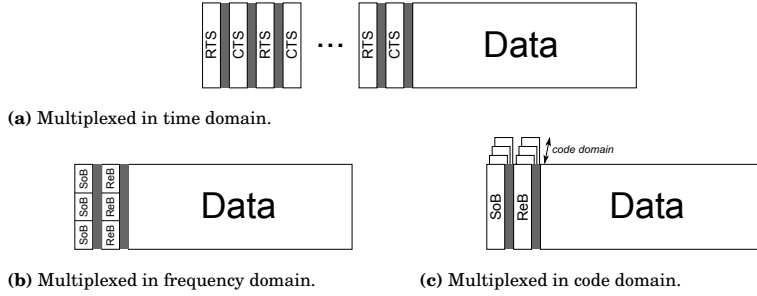 RTS CTS RTS CTS ... RTS CTS Data
(a) Multiplexed in time domain.
SoB ReB
SoB ReB Data
SoB ReB
(b) Multiplexed in frequency domain.
code domain
SoB ReB Data
(c) Multiplexed in code domain.